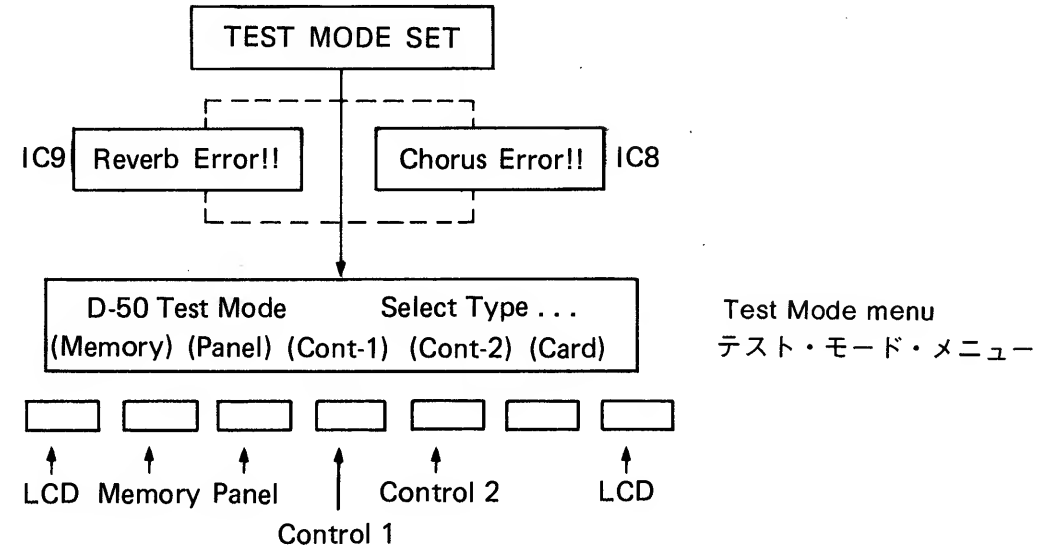 TEST MODE SET
IC9 Reverb Error!! Chorus Error!! IC8
D-50 Test Mode Select Type . . .
(Memory) (Panel) (Cont-1) (Cont-2) (Card)
Test Mode menu
テスト・モード・メニュー
LCD Memory Panel Control 2 LCD
Control 1